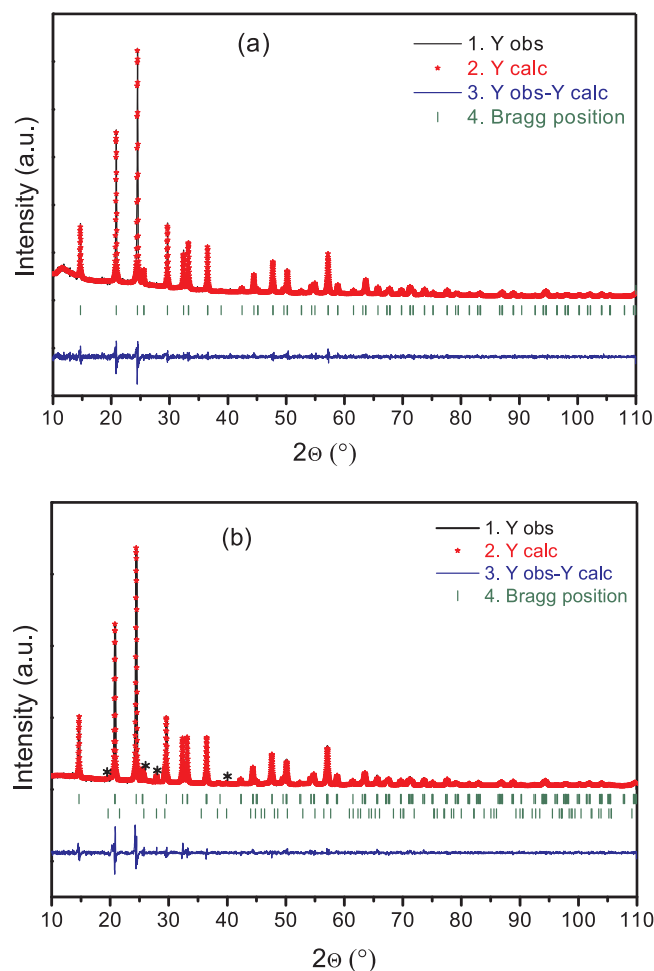 (a)
1. Y obs
2. Y calc
3. Y obs-Y calc
4. Bragg position
Intensity (a.u.)
10 20 30 40 50 60 70 80 90 100 110
2Θ (°)
(b)
1. Y obs
2. Y calc
3. Y obs-Y calc
4. Bragg position
Intensity (a.u.)
* * * *
10 20 30 40 50 60 70 80 90 100 110
2Θ (°)